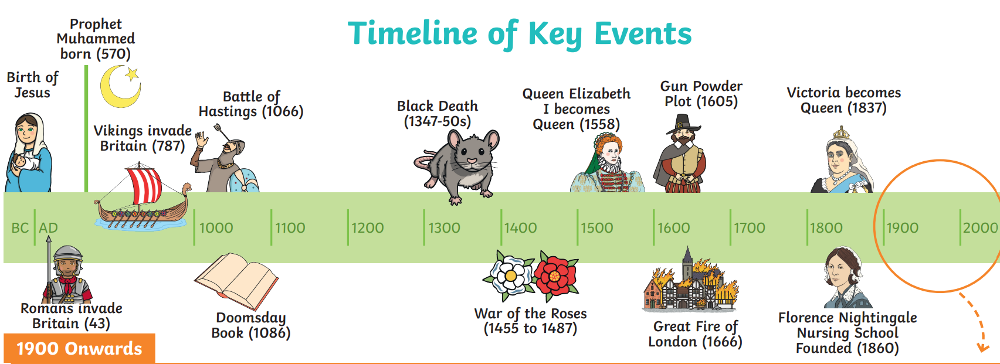 Timeline of Key Events
Prophet
Muhammed
born (570)
Birth of
Jesus
Vikings invade
Britain (787)
Battle of
Hastings (1066)
Black Death
(1347-50s)
Queen Elizabeth
I becomes
Queen (1558)
Gun Powder
Plot (1605)
Victoria becomes
Queen (1837)
BC AD 1000 1100 1200 1300 1400 1500 1600 1700 1800 1900 2000
Romans invade
Britain (43)
Doomsday
Book (1086)
War of the Roses
(1455 to 1487)
Great Fire of
London (1666)
Florence Nightingale
Nursing School
Founded (1860)
1900 Onwards